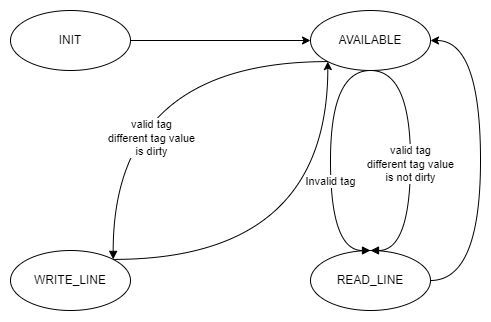 INIT
AVAILABLE
valid tag
different tag value
is dirty
valid tag
different tag value
is not dirty
Invalid tag
WRITE_LINE
READ_LINE